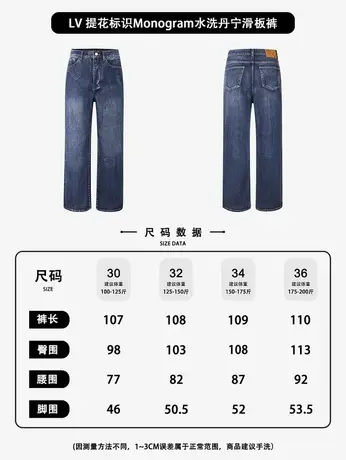 LV 提花标识Monogram水洗丹宁滑板裤
尺码数据
SIZE DATA
尺码 30 32 34 36
SIZE 建议体重 建议体重 建议体重 建议体重
100-125斤 125-150斤 150-175斤 175-200斤
裤长 107 108 109 110
臀围 98 103 108 113
腰围 77 82 87 92
脚围 46 50.5 52 53.5
(因测量方法不同，1~3CM误差属于正常范围，商品建议手洗)